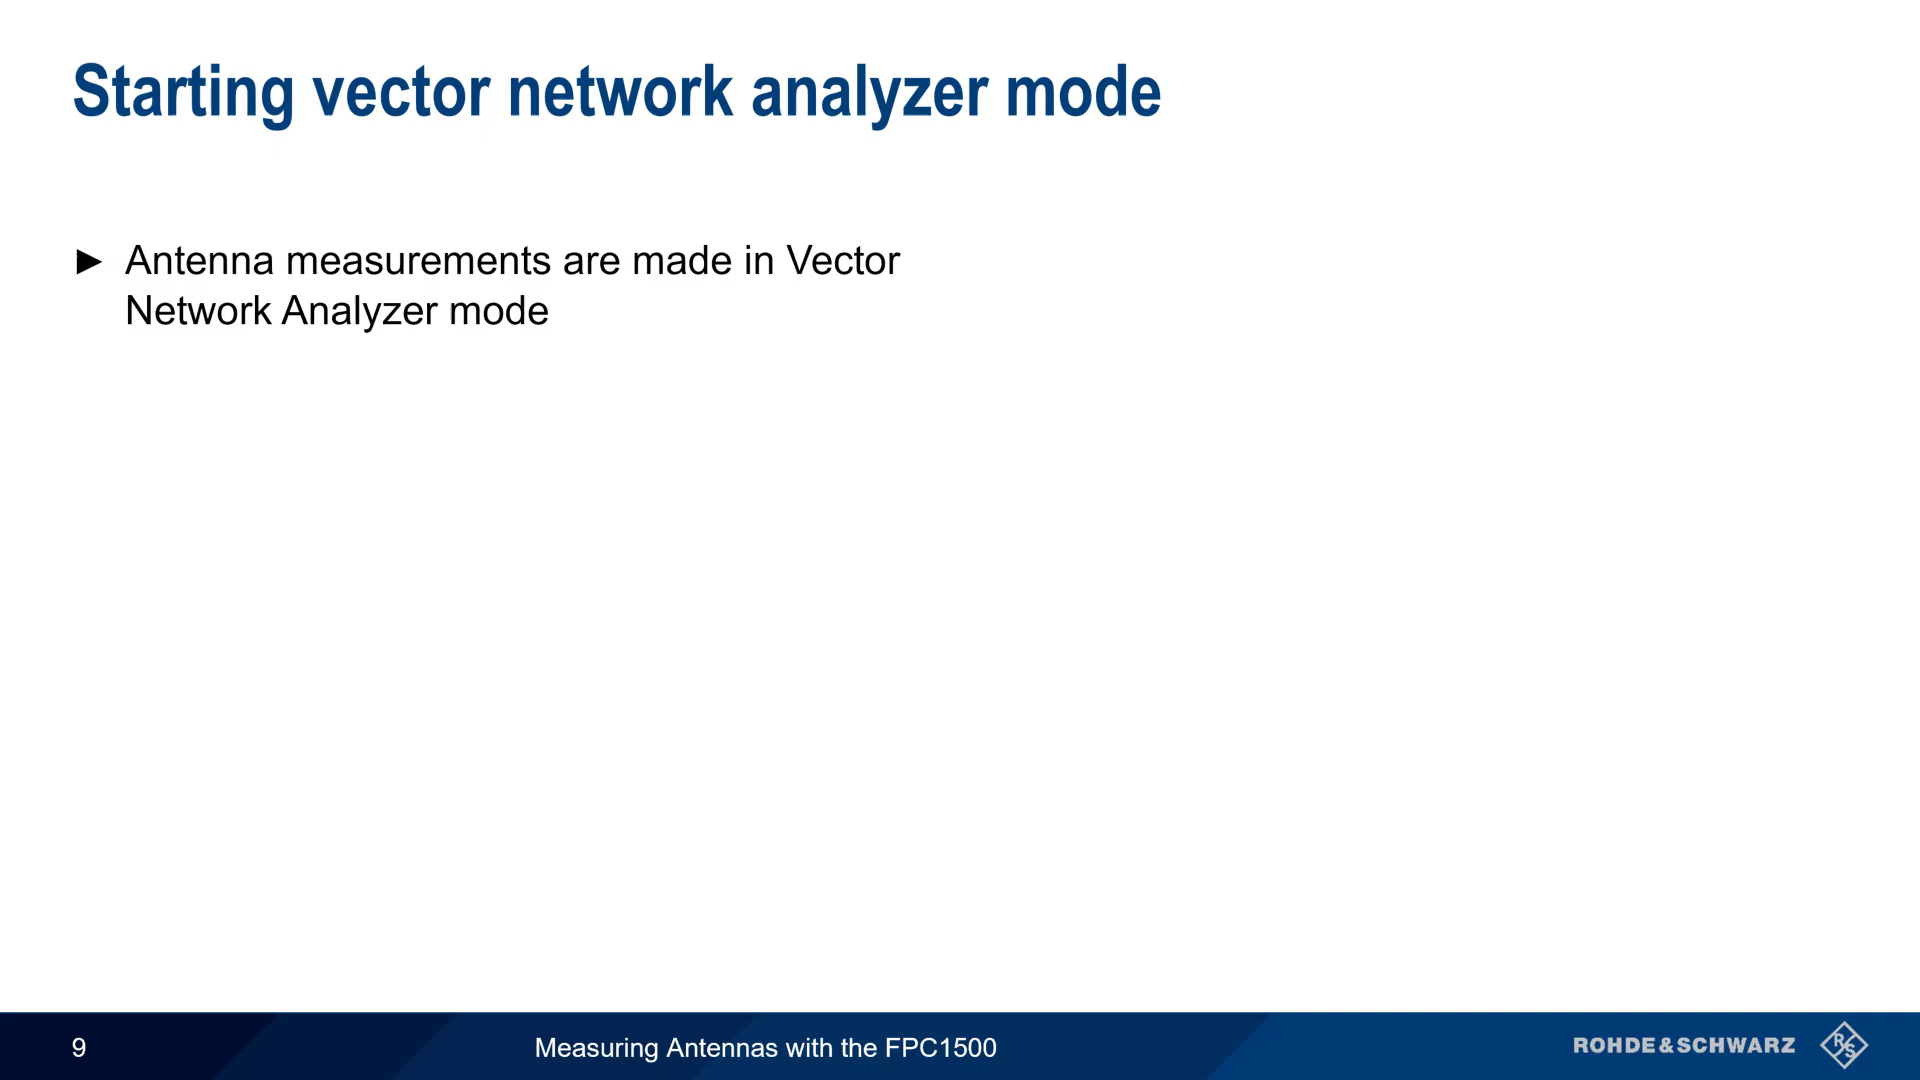 Starting vector network analyzer mode
► Antenna measurements are made in Vector
Network Analyzer mode
9
Measuring Antennas with the FPC1500
ROHDE&SCHWARZ
R&S